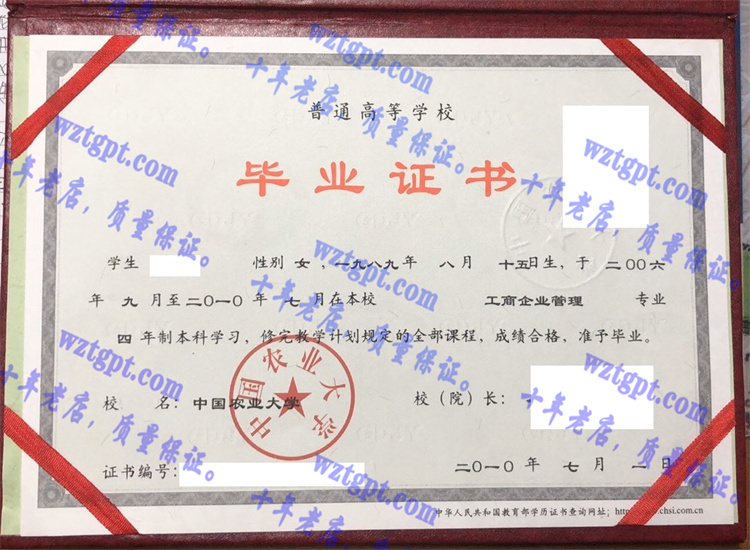 普通高等学校
毕业证书
学生 性别 女，一九八九年 八月 十五日生，于 二〇〇六
年 九 月至二〇一〇年 七 月在本校 工商企业管理 专业
四 年制本科学习，修完教学计划规定的全部课程，成绩合格，准予毕业。
校 名：中国农业大学
校（院）长：
中国农业大学
证书编号：
二〇一〇 年 七 月 一 日
中华人民共和国教育部学历证书查询网址：http://www.chsi.com.cn
wztgpt.com
十年老店，质量保证。